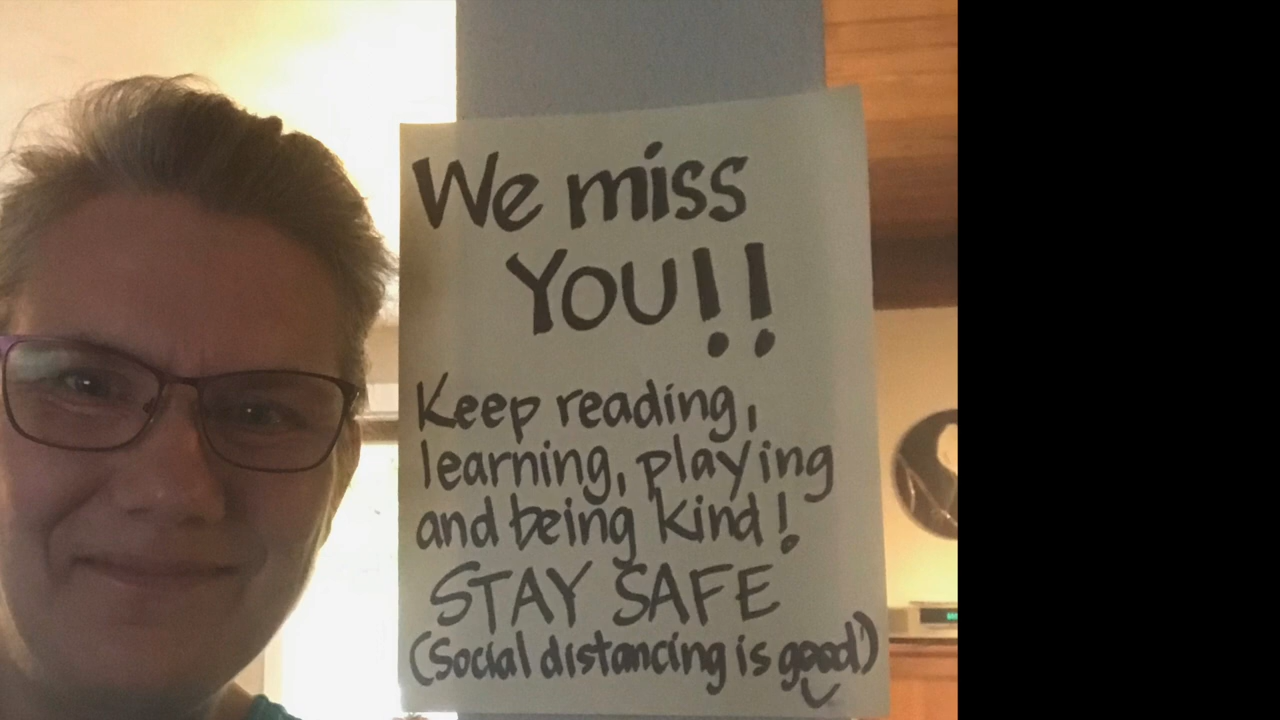 We miss
YOU!!
Keep reading,
learning, playing
and being kind!
STAY SAFE
(Social distancing is good)